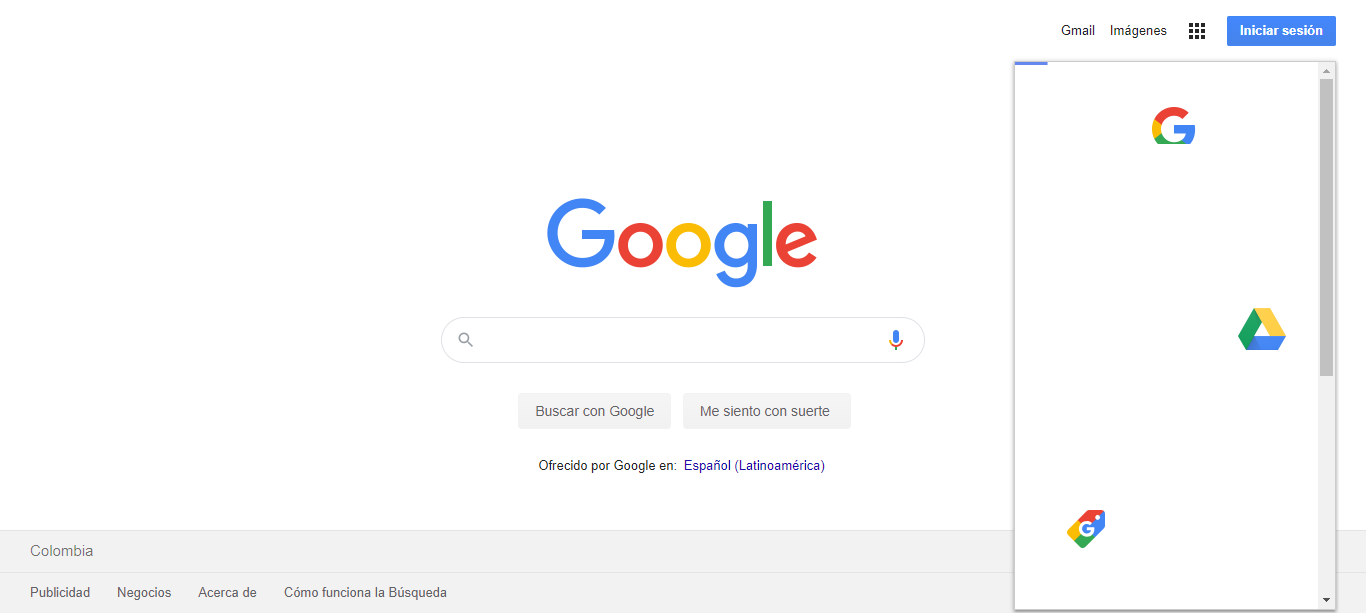 Gmail Imágenes Iniciar sesión
Google
Buscar con Google Me siento con suerte
Ofrecido por Google en: Español (Latinoamérica)
Colombia
Publicidad Negocios Acerca de Cómo funciona la Búsqueda